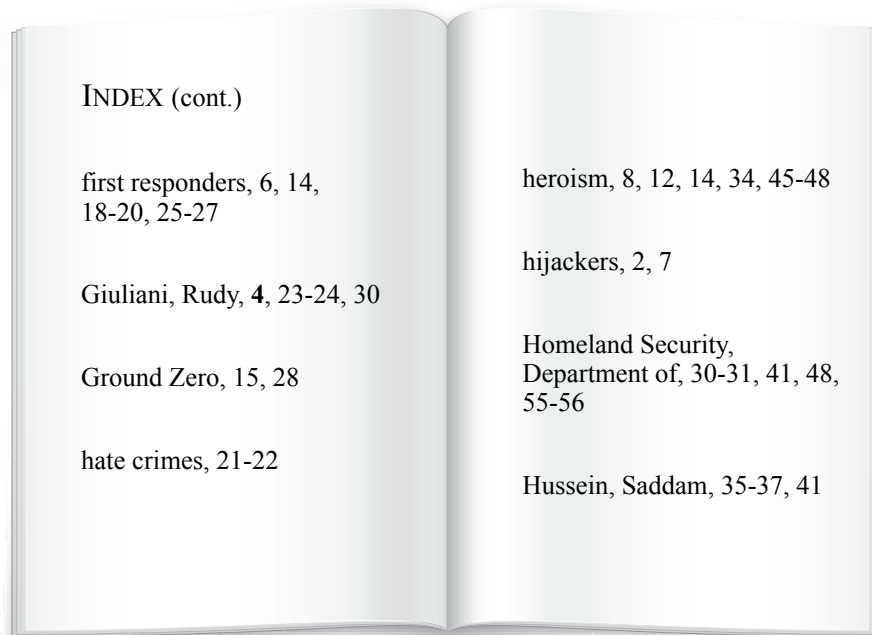 INDEX (cont.)
first responders, 6, 14,
18-20, 25-27
Giuliani, Rudy, 4, 23-24, 30
Ground Zero, 15, 28
hate crimes, 21-22
heroism, 8, 12, 14, 34, 45-48
hijackers, 2, 7
Homeland Security,
Department of, 30-31, 41, 48,
55-56
Hussein, Saddam, 35-37, 41